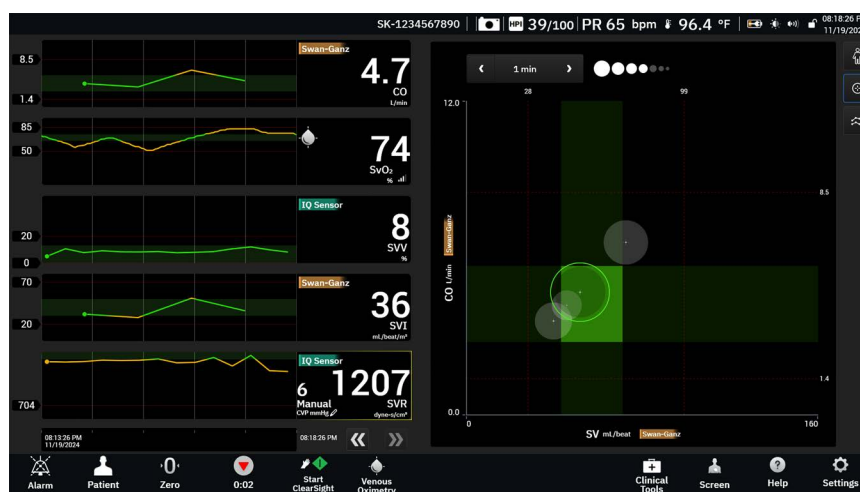 SK-1234567890 HPI 39/100 PR 65 bpm 96.4 °F 08:18:26 P
11/19/202
8.5
1.4
Swan-Ganz
4.7
CO
L/min
85
50
74
SvO₂
%
20
0
IQ Sensor
8
SVV
%
70
20
Swan-Ganz
36
SVI
mL/beat/m²
704
IQ Sensor
6 1207
Manual SVR
CVP mmHg dyne-s/cm⁵
08:13:26 PM
11/19/2024
08:18:26 PM
1 min
28 99
12.0
8.5
CO L/min Swan-Ganz
1.4
0.0
0 160
SV mL/beat Swan-Ganz
Alarm
Patient
·0·
Zero
0:02
Start
ClearSight
Venous
Oximetry
Clinical
Tools
Screen
Help
Settings